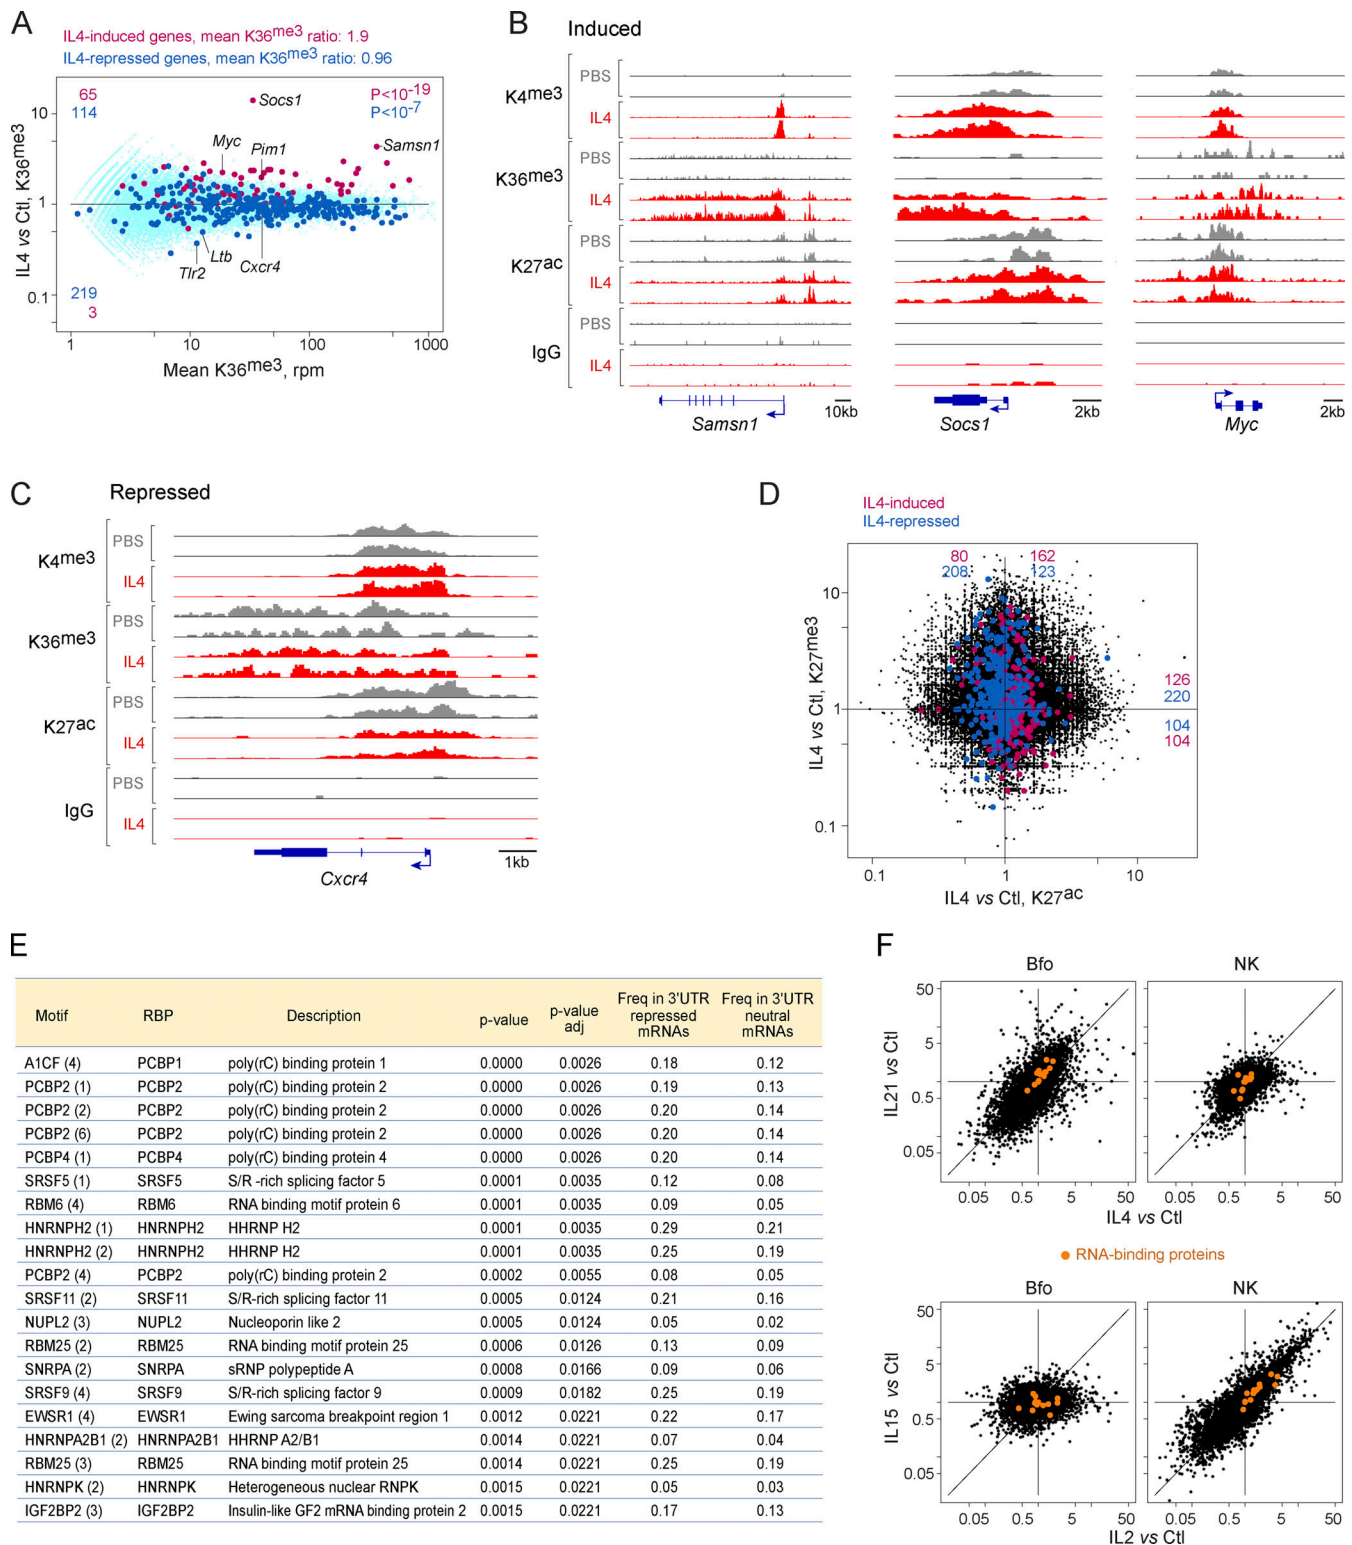 A
IL4-induced genes, mean K36me3 ratio: 1.9
IL4-repressed genes, mean K36me3 ratio: 0.96
65
114
P<10-19
P<10-7
Socs1
Myc
Pim1
Samsn1
Tlr2
Ltb
Cxcr4
219
3
10
1
0.1
IL4 vs Ctl, K36me3
1 10 100 1000
Mean K36me3, rpm
B
Induced
K4me3
PBS
IL4
K36me3
PBS
IL4
K27ac
PBS
IL4
IgG
PBS
IL4
10kb
2kb
2kb
Samsn1
Socs1
Myc
C
Repressed
K4me3
PBS
IL4
K36me3
PBS
IL4
K27ac
PBS
IL4
IgG
PBS
IL4
1kb
Cxcr4
D
IL4-induced
IL4-repressed
80 162
208 123
126
220
104
104
10
1
0.1
IL4 vs Ctl, K27me3
0.1 1 10
IL4 vs Ctl, K27ac
E
Motif RBP Description p-value p-value adj Freq in 3'UTR repressed mRNAs Freq in 3'UTR neutral mRNAs
A1CF (4) PCBP1 poly(rC) binding protein 1 0.0000 0.0026 0.18 0.12
PCBP2 (1) PCBP2 poly(rC) binding protein 2 0.0000 0.0026 0.19 0.13
PCBP2 (2) PCBP2 poly(rC) binding protein 2 0.0000 0.0026 0.20 0.14
PCBP2 (6) PCBP2 poly(rC) binding protein 2 0.0000 0.0026 0.20 0.14
PCBP4 (1) PCBP4 poly(rC) binding protein 4 0.0000 0.0026 0.20 0.14
SRSF5 (1) SRSF5 S/R -rich splicing factor 5 0.0001 0.0035 0.12 0.08
RBM6 (4) RBM6 RNA binding motif protein 6 0.0001 0.0035 0.09 0.05
HNRNPH2 (1) HNRNPH2 HHRNP H2 0.0001 0.0035 0.29 0.21
HNRNPH2 (2) HNRNPH2 HHRNP H2 0.0001 0.0035 0.25 0.19
PCBP2 (4) PCBP2 poly(rC) binding protein 2 0.0002 0.0055 0.08 0.05
SRSF11 (2) SRSF11 S/R-rich splicing factor 11 0.0005 0.0124 0.21 0.16
NUPL2 (3) NUPL2 Nucleoporin like 2 0.0005 0.0124 0.05 0.02
RBM25 (2) RBM25 RNA binding motif protein 25 0.0006 0.0126 0.13 0.09
SNRPA (2) SNRPA sRNP polypeptide A 0.0008 0.0166 0.09 0.06
SRSF9 (4) SRSF9 S/R-rich splicing factor 9 0.0009 0.0182 0.25 0.19
EWSR1 (4) EWSR1 Ewing sarcoma breakpoint region 1 0.0012 0.0221 0.22 0.17
HNRNPA2B1 (2) HNRNPA2B1 HHRNP A2/B1 0.0014 0.0221 0.07 0.04
RBM25 (3) RBM25 RNA binding motif protein 25 0.0014 0.0221 0.25 0.19
HNRNPK (2) HNRNPK Heterogeneous nuclear RNPK 0.0015 0.0221 0.05 0.03
IGF2BP2 (3) IGF2BP2 Insulin-like GF2 mRNA binding protein 2 0.0015 0.0221 0.17 0.13
F
Bfo NK
50
5
0.5
0.05
IL21 vs Ctl
0.05 0.5 5 50 0.05 0.5 5 50
IL4 vs Ctl
RNA-binding proteins
Bfo NK
50
5
0.5
0.05
IL15 vs Ctl
0.05 0.5 5 50 0.05 0.5 5 50
IL2 vs Ctl